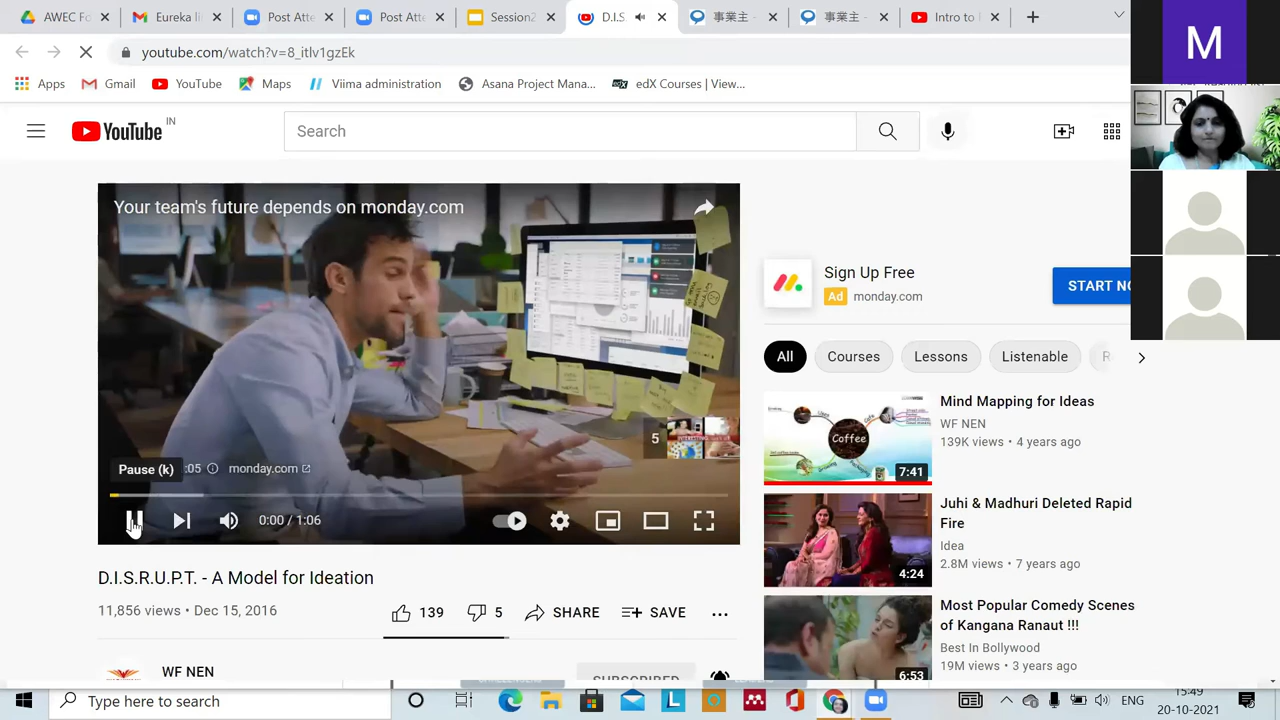 AWEC For
Eureka II
Post Atte
Post Att
Session2
D.I.S.
事業主 -
事業主 -
Intro to
youtube.com/watch?v=8_itlv1gzEk
Apps
Gmail
YouTube
Maps
Viima administration
Asana Project Mana...
edX Courses | View...
M
YouTube IN
Search
Your team's future depends on monday.com
5
Pause (k)
:05
monday.com
0:00 / 1:06
D.I.S.R.U.P.T. - A Model for Ideation
11,856 views • Dec 15, 2016
139
5
SHARE
SAVE
WF NEN
SUBSCRIBED
Sign Up Free
Ad monday.com
START NO
All
Courses
Lessons
Listenable
R
Coffee
7:41
Mind Mapping for Ideas
WF NEN
139K views • 4 years ago
4:24
Juhi & Madhuri Deleted Rapid
Fire
Idea
2.8M views • 7 years ago
6:53
Most Popular Comedy Scenes
of Kangana Ranaut !!!
Best In Bollywood
19M views • 3 years ago
Type here to search
ENG
15:49
20-10-2021